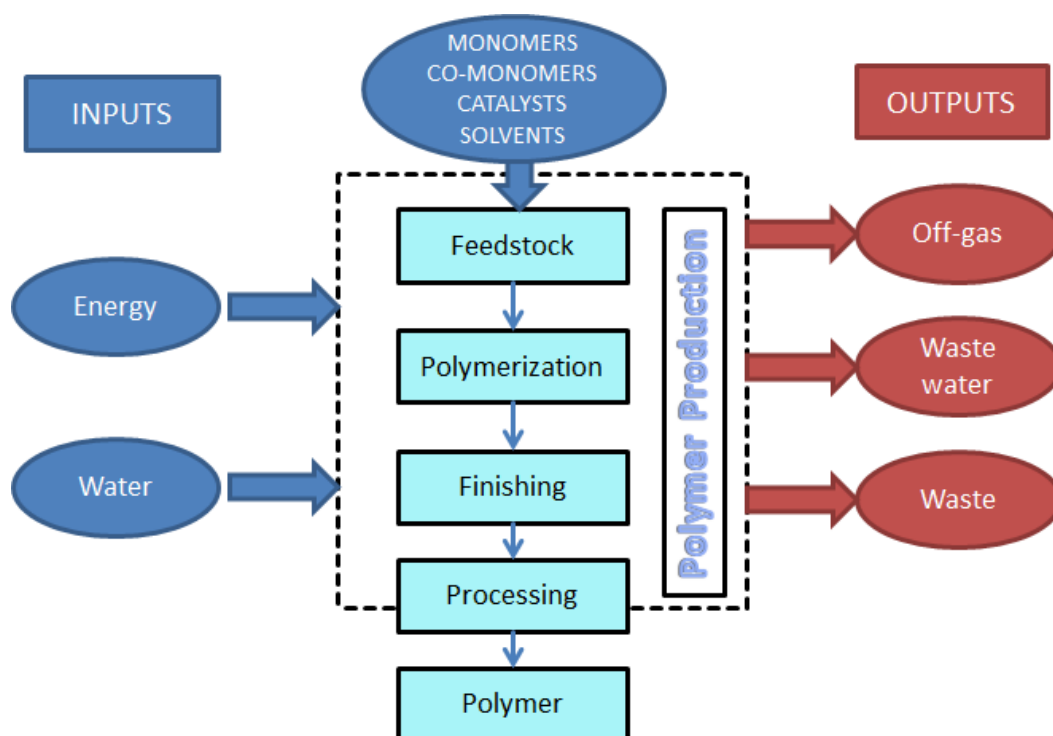 MONOMERS
CO-MONOMERS
CATALYSTS
SOLVENTS
INPUTS
OUTPUTS
Feedstock
Off-gas
Energy
Polymerization
Waste
water
Water
Finishing
Waste
Processing
Polymer
Polymer Production